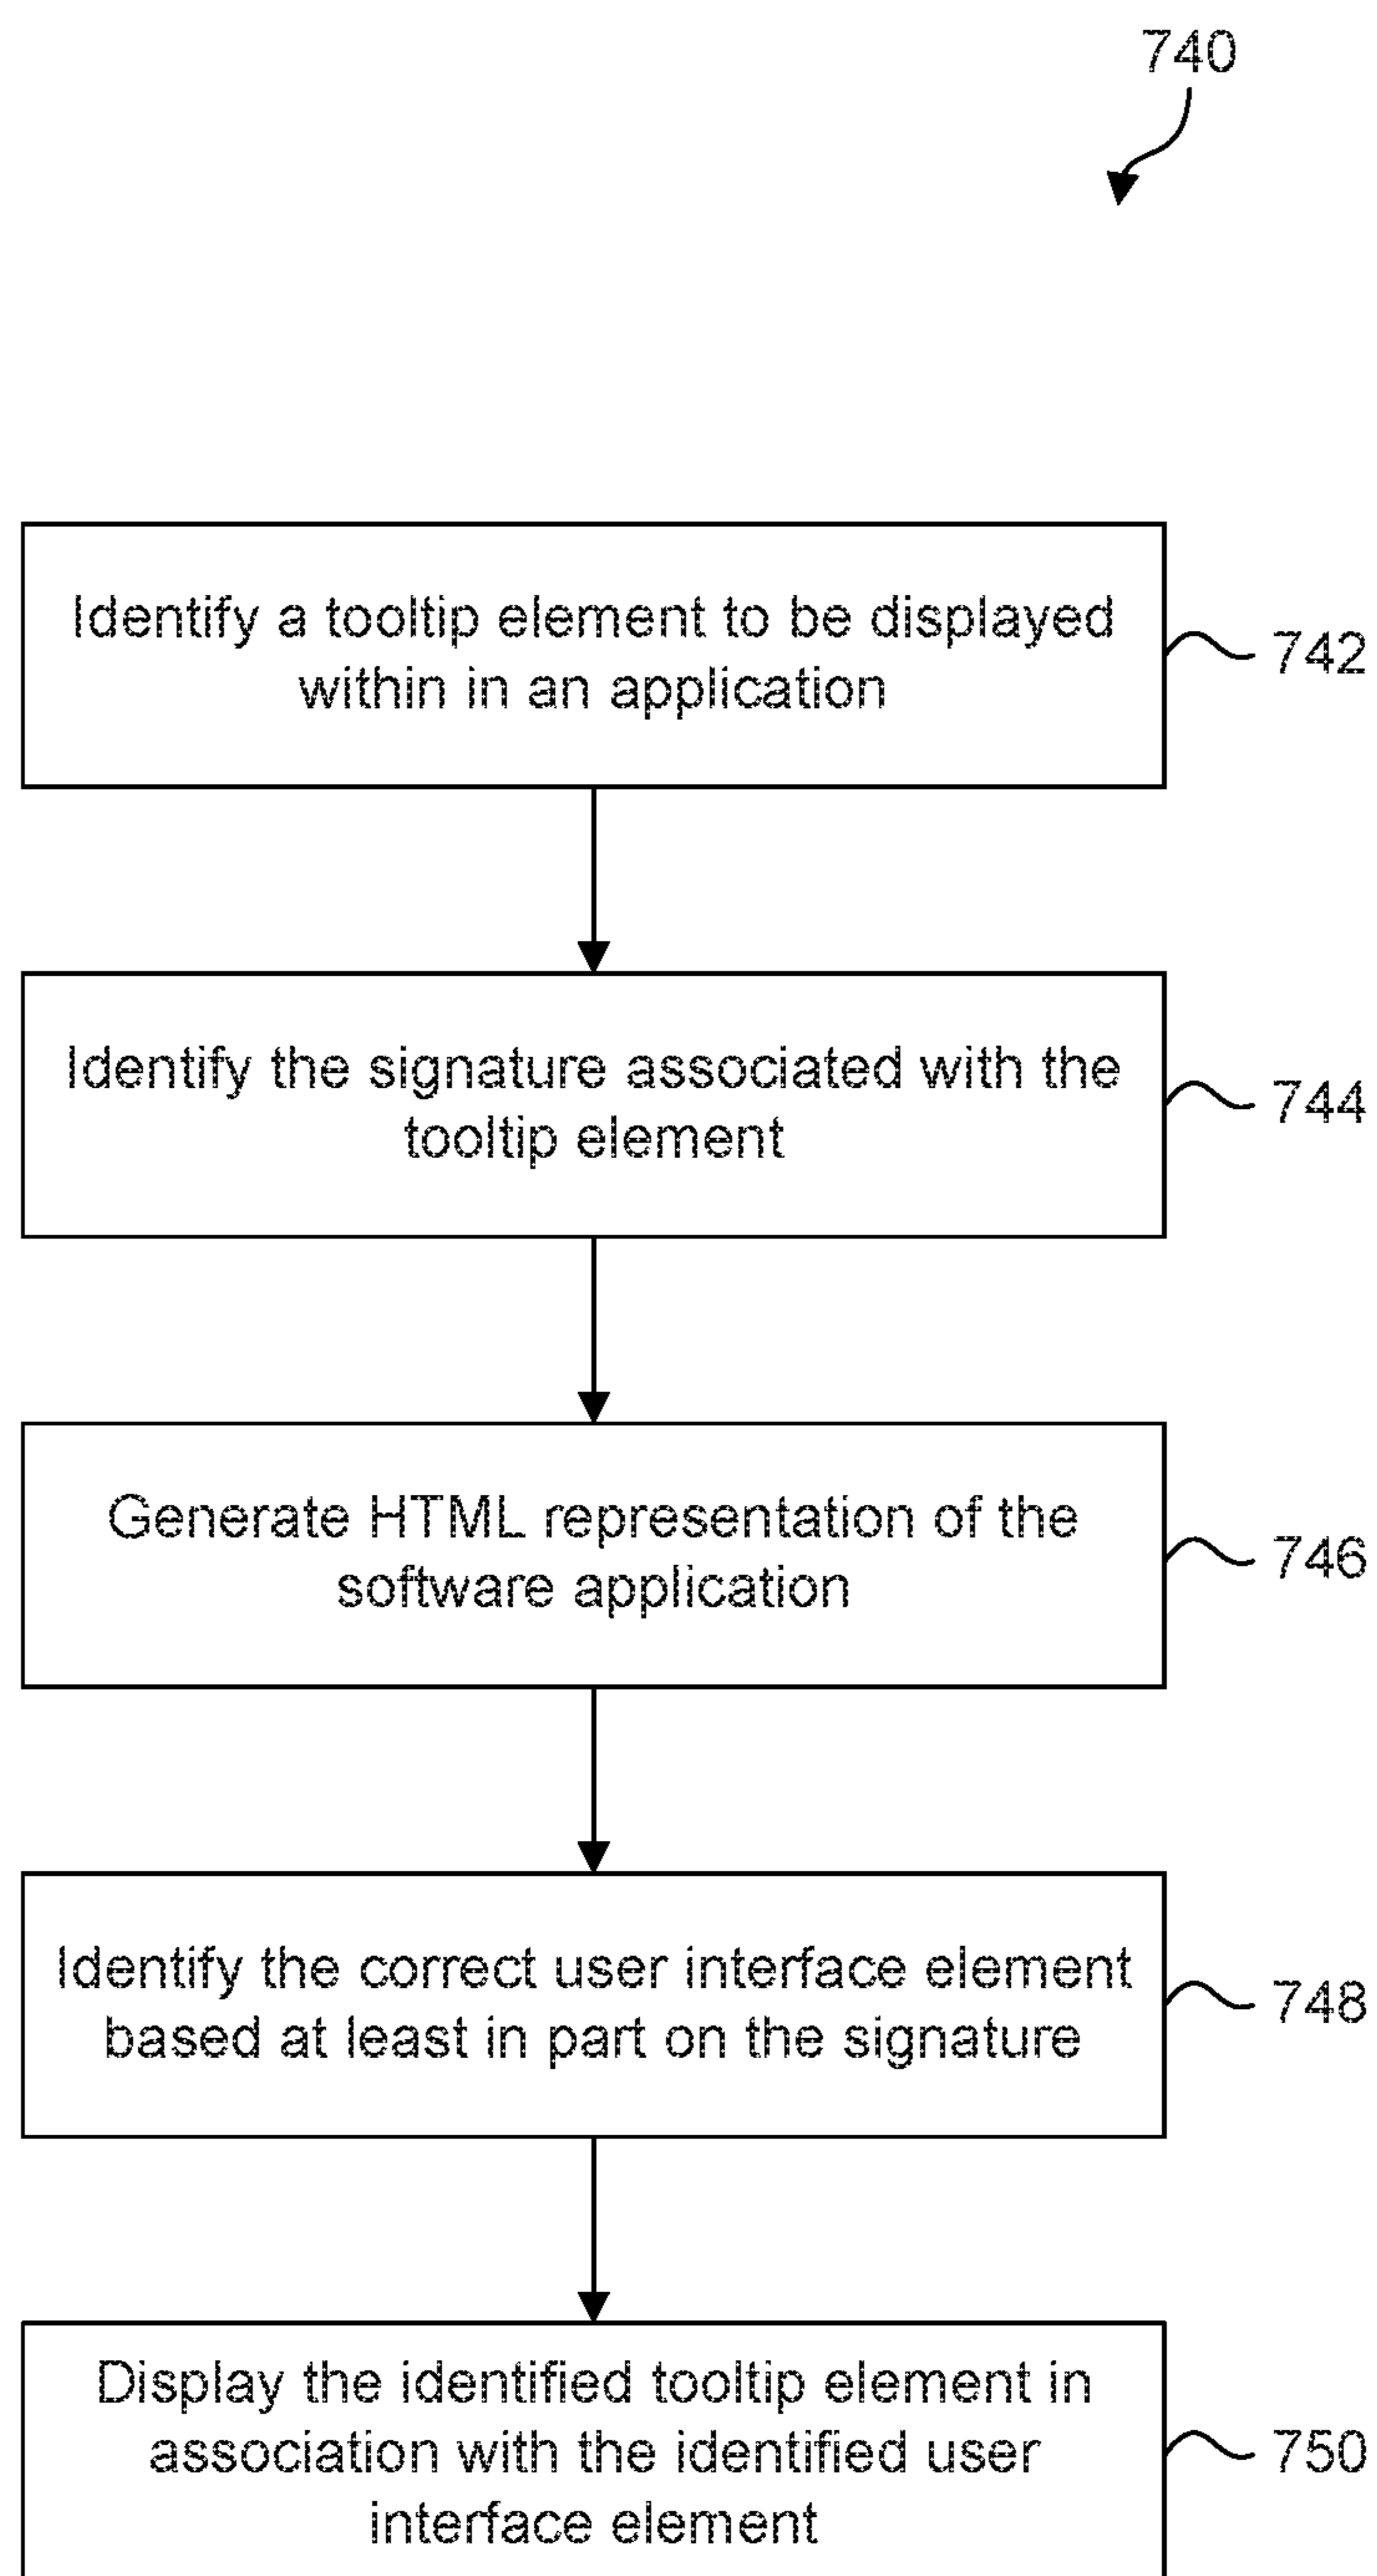 740
Identify a tooltip element to be displayed
within in an application
742
Identify the signature associated with the
tooltip element
744
Generate HTML representation of the
software application
746
Identify the correct user interface element
based at least in part on the signature
748
Display the identified tooltip element in
association with the identified user
interface element
750